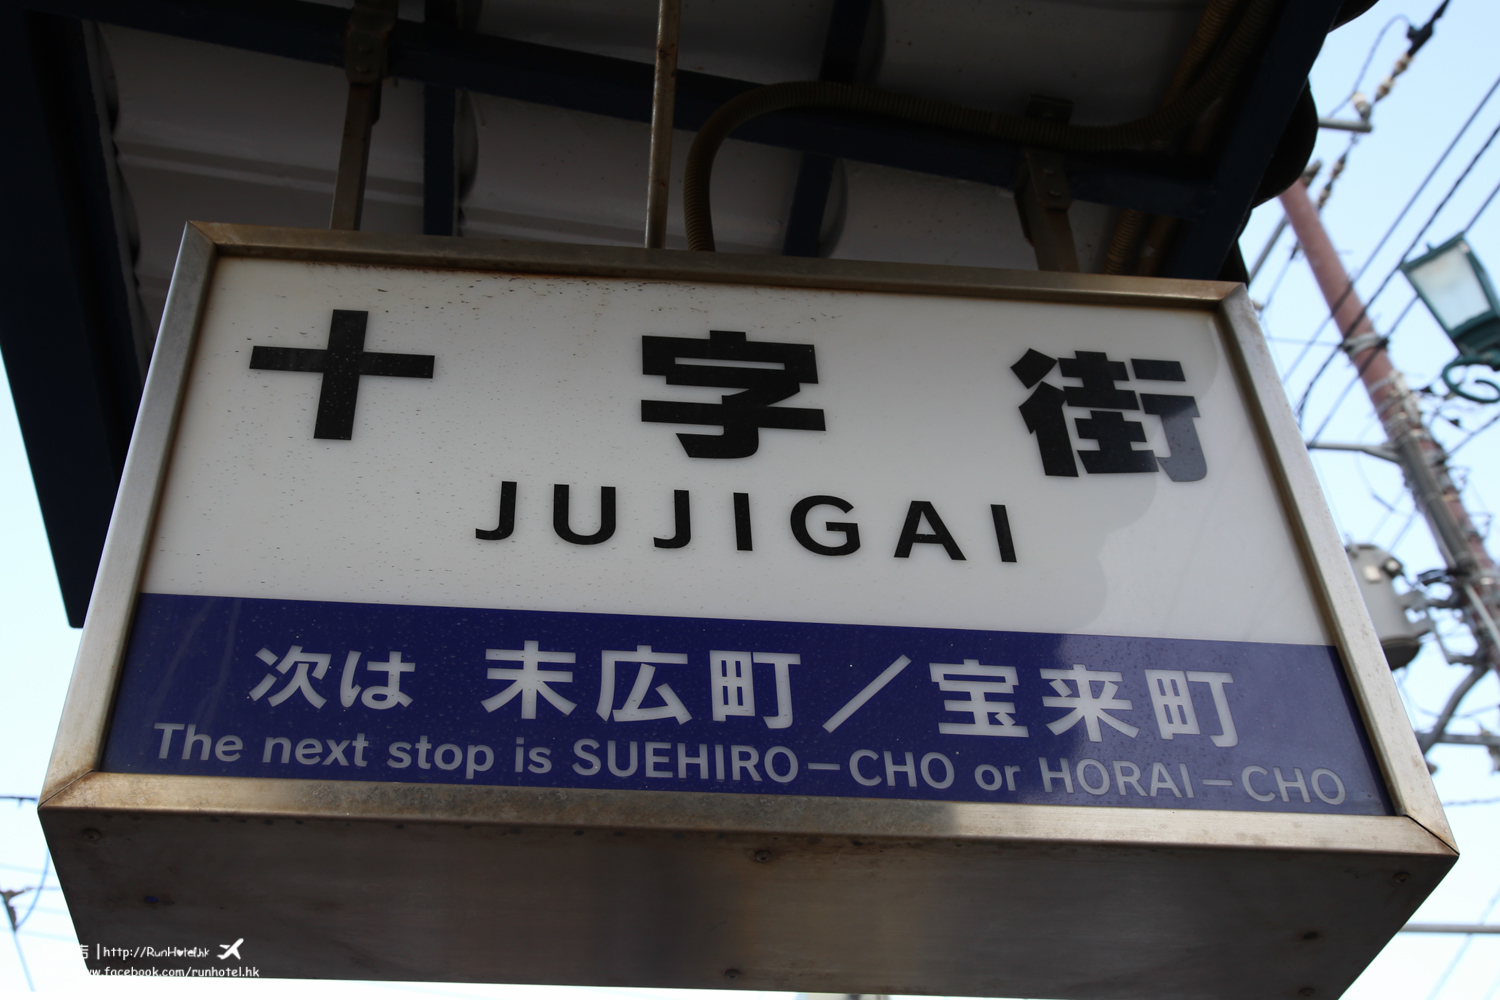 十字街
JUJIGAI
次は 末広町／宝来町
The next stop is SUEHIRO-CHO or HORAI-CHO
店 | http://RunHotel.hk
www.facebook.com/runhotel.hk